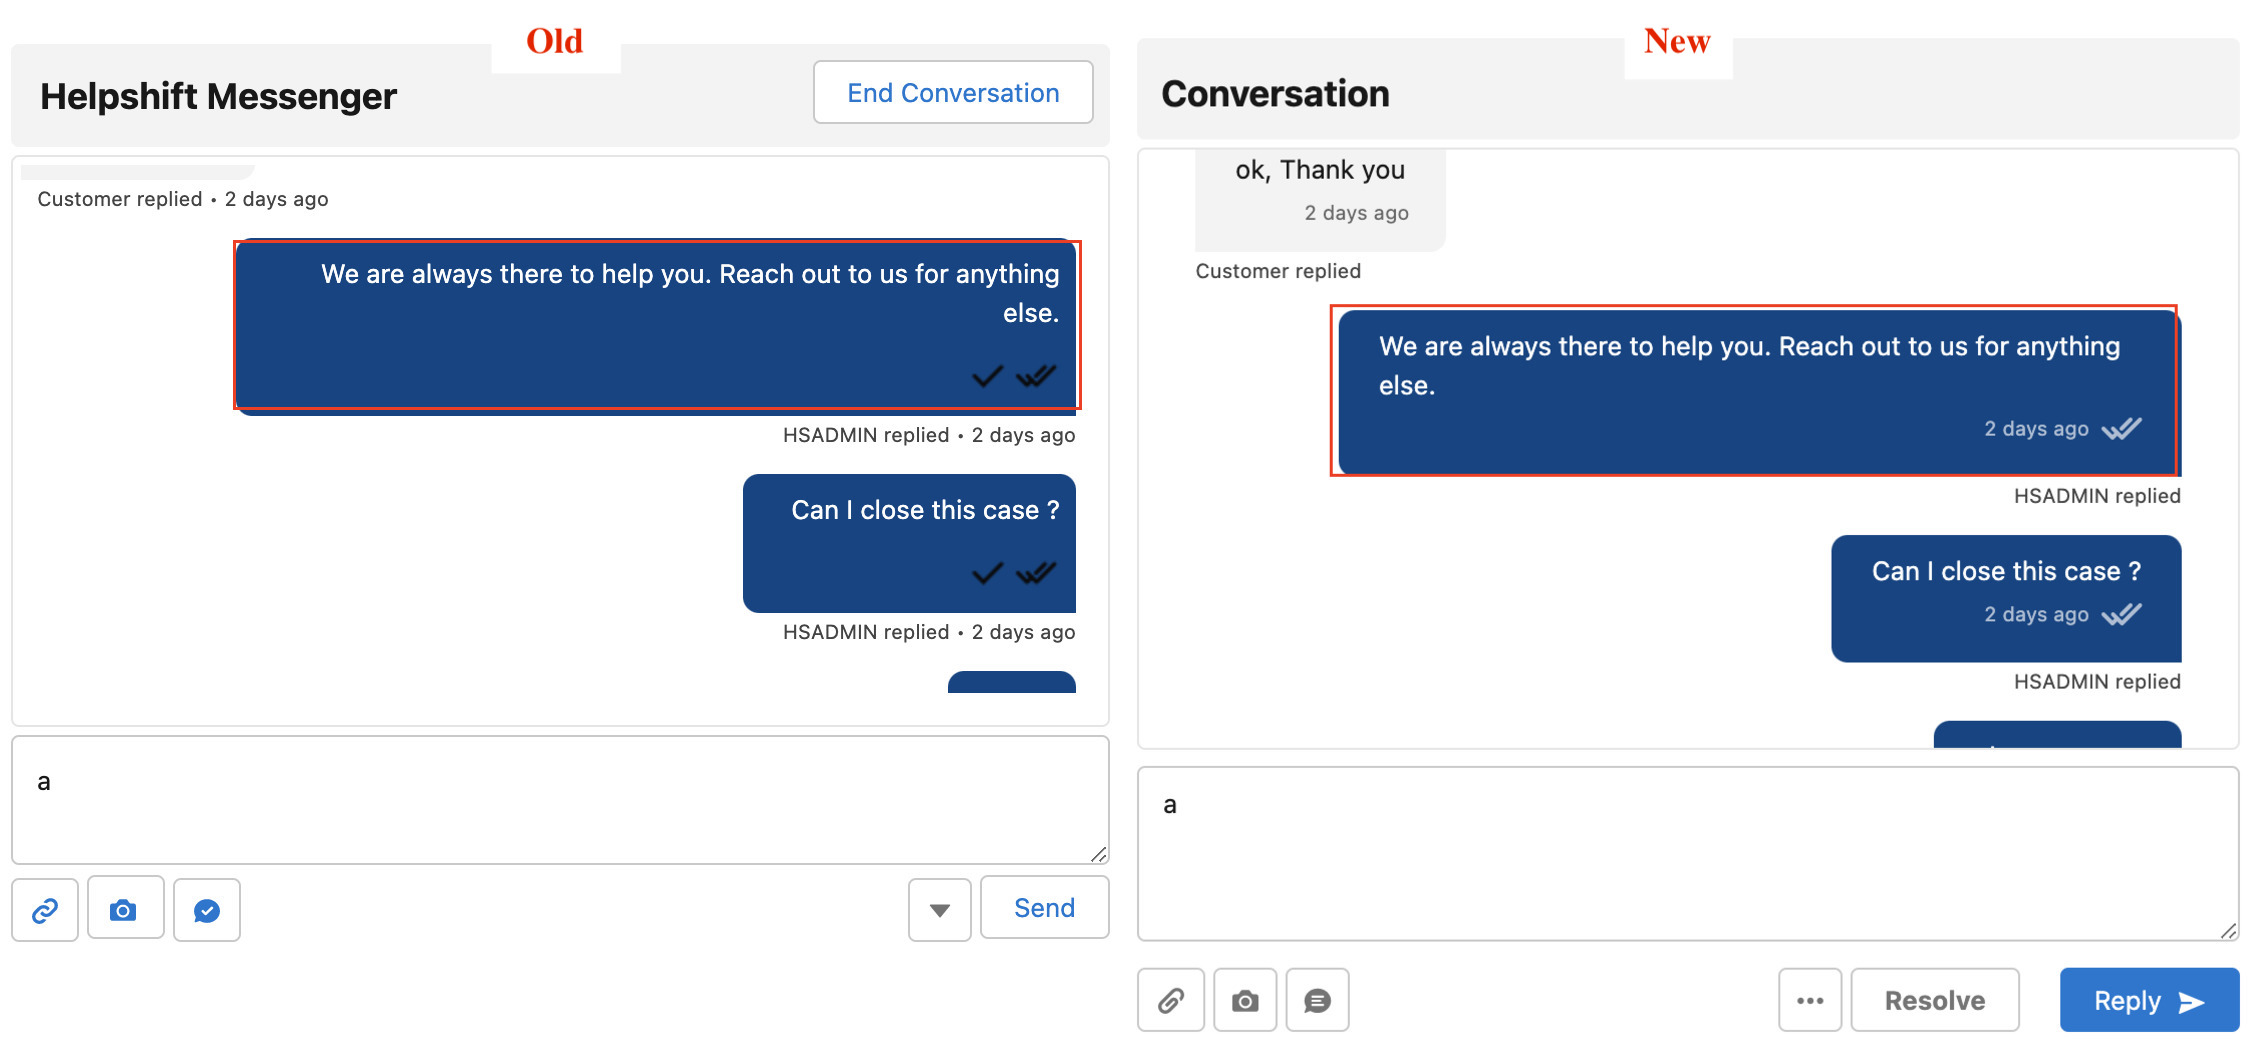 Old
Helpshift Messenger
End Conversation
Customer replied • 2 days ago
We are always there to help you. Reach out to us for anything
else.
HSADMIN replied • 2 days ago
Can I close this case ?
HSADMIN replied • 2 days ago
a
Send
New
Conversation
ok, Thank you
2 days ago
Customer replied
We are always there to help you. Reach out to us for anything
else.
2 days ago
HSADMIN replied
Can I close this case ?
2 days ago
HSADMIN replied
a
Resolve
Reply